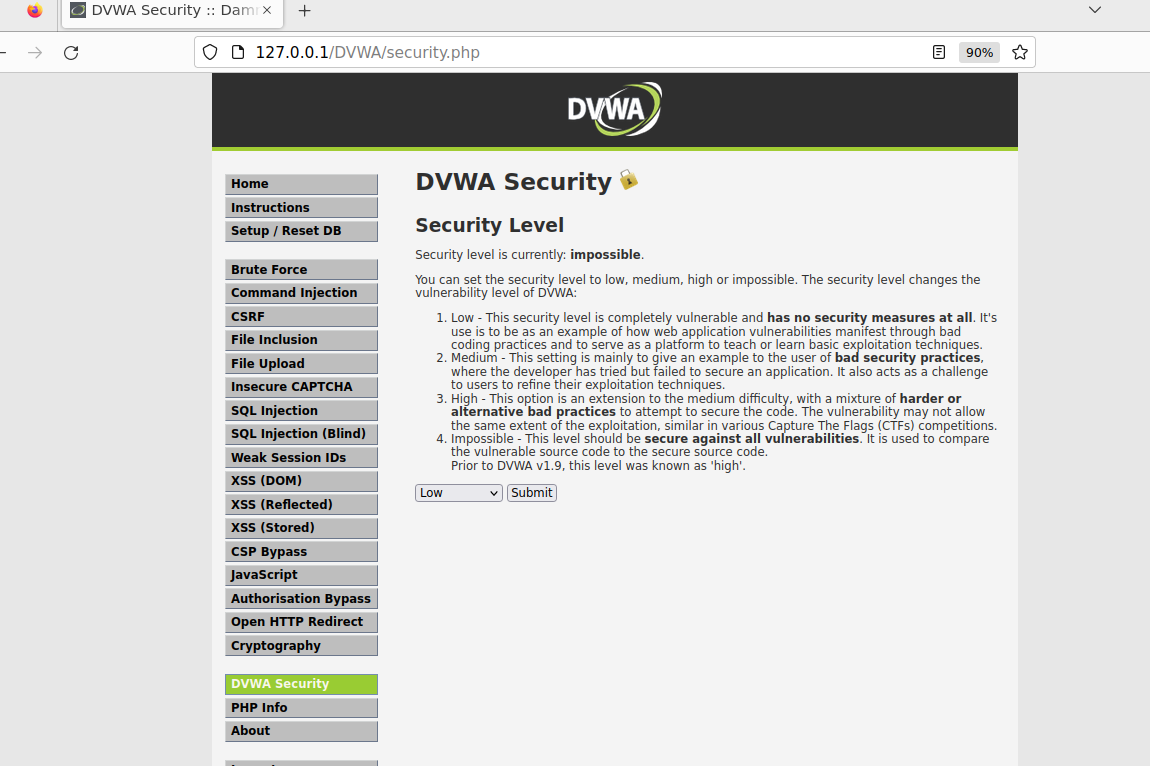 DVWA Security :: Damn
127.0.0.1/DVWA/security.php
90%
DVWA
Home
Instructions
Setup / Reset DB
Brute Force
Command Injection
CSRF
File Inclusion
File Upload
Insecure CAPTCHA
SQL Injection
SQL Injection (Blind)
Weak Session IDs
XSS (DOM)
XSS (Reflected)
XSS (Stored)
CSP Bypass
JavaScript
Authorisation Bypass
Open HTTP Redirect
Cryptography
DVWA Security
PHP Info
About
DVWA Security
Security Level
Security level is currently: impossible.
You can set the security level to low, medium, high or impossible. The security level changes the
vulnerability level of DVWA:
1. Low - This security level is completely vulnerable and has no security measures at all. It's
use is to be as an example of how web application vulnerabilities manifest through bad
coding practices and to serve as a platform to teach or learn basic exploitation techniques.
2. Medium - This setting is mainly to give an example to the user of bad security practices,
where the developer has tried but failed to secure an application. It also acts as a challenge
to users to refine their exploitation techniques.
3. High - This option is an extension to the medium difficulty, with a mixture of harder or
alternative bad practices to attempt to secure the code. The vulnerability may not allow
the same extent of the exploitation, similar in various Capture The Flags (CTFs) competitions.
4. Impossible - This level should be secure against all vulnerabilities. It is used to compare
the vulnerable source code to the secure source code.
Prior to DVWA v1.9, this level was known as 'high'.
Low
Submit